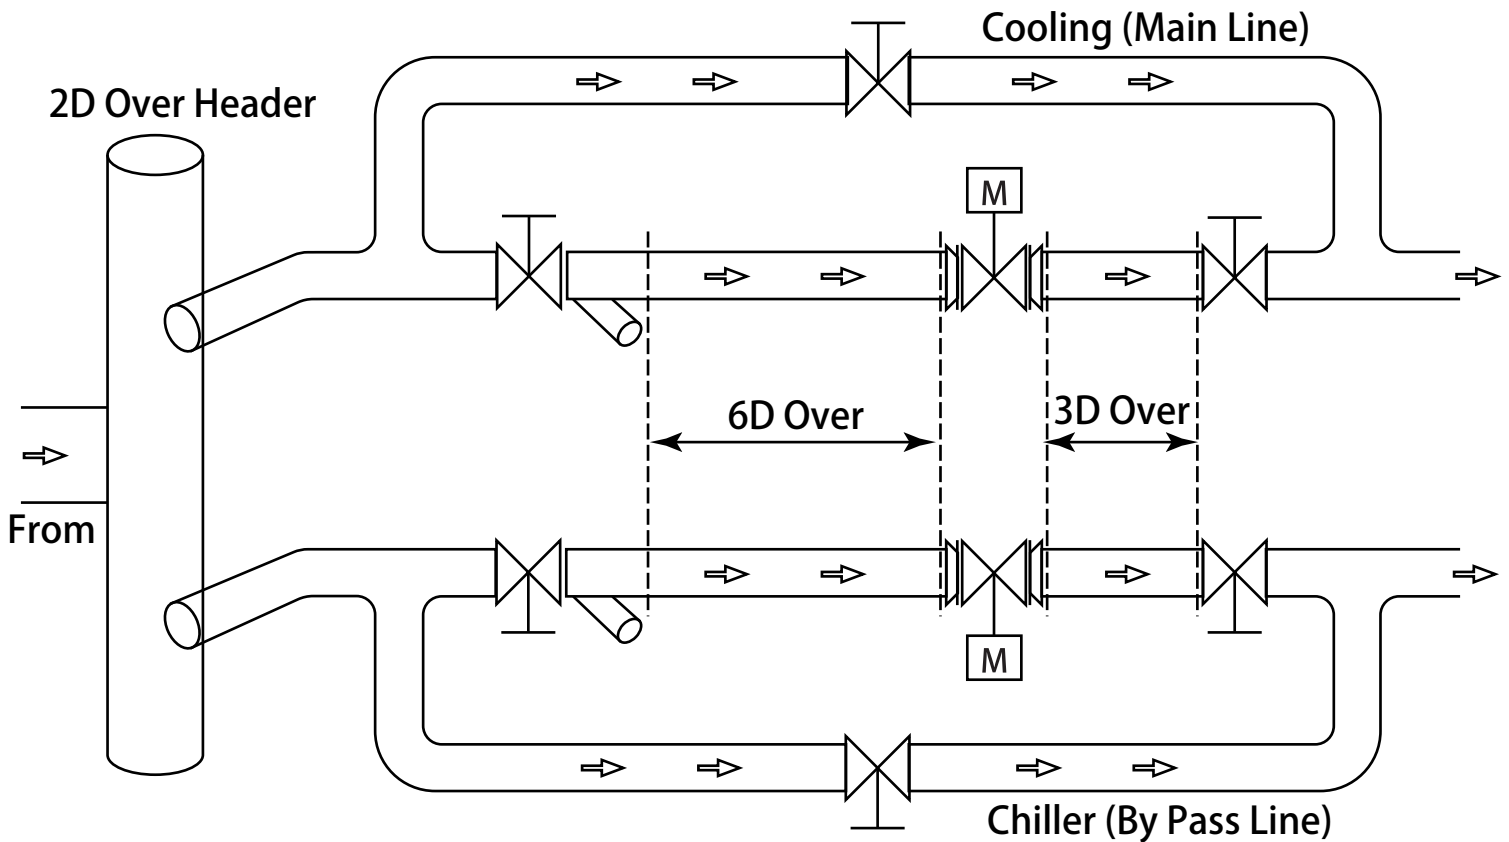 Cooling (Main Line)
2D Over Header
M
6D Over
3D Over
From
M
Chiller (By Pass Line)